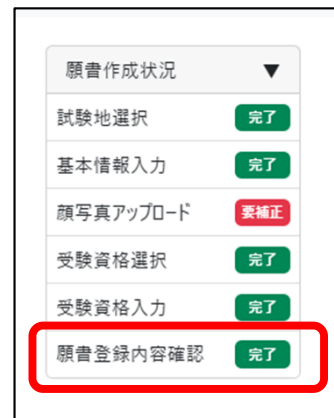 願書作成状況 ▼
試験地選択 完了
基本情報入力 完了
顔写真アップロード 要補正
受験資格選択 完了
受験資格入力 完了
願書登録内容確認 完了